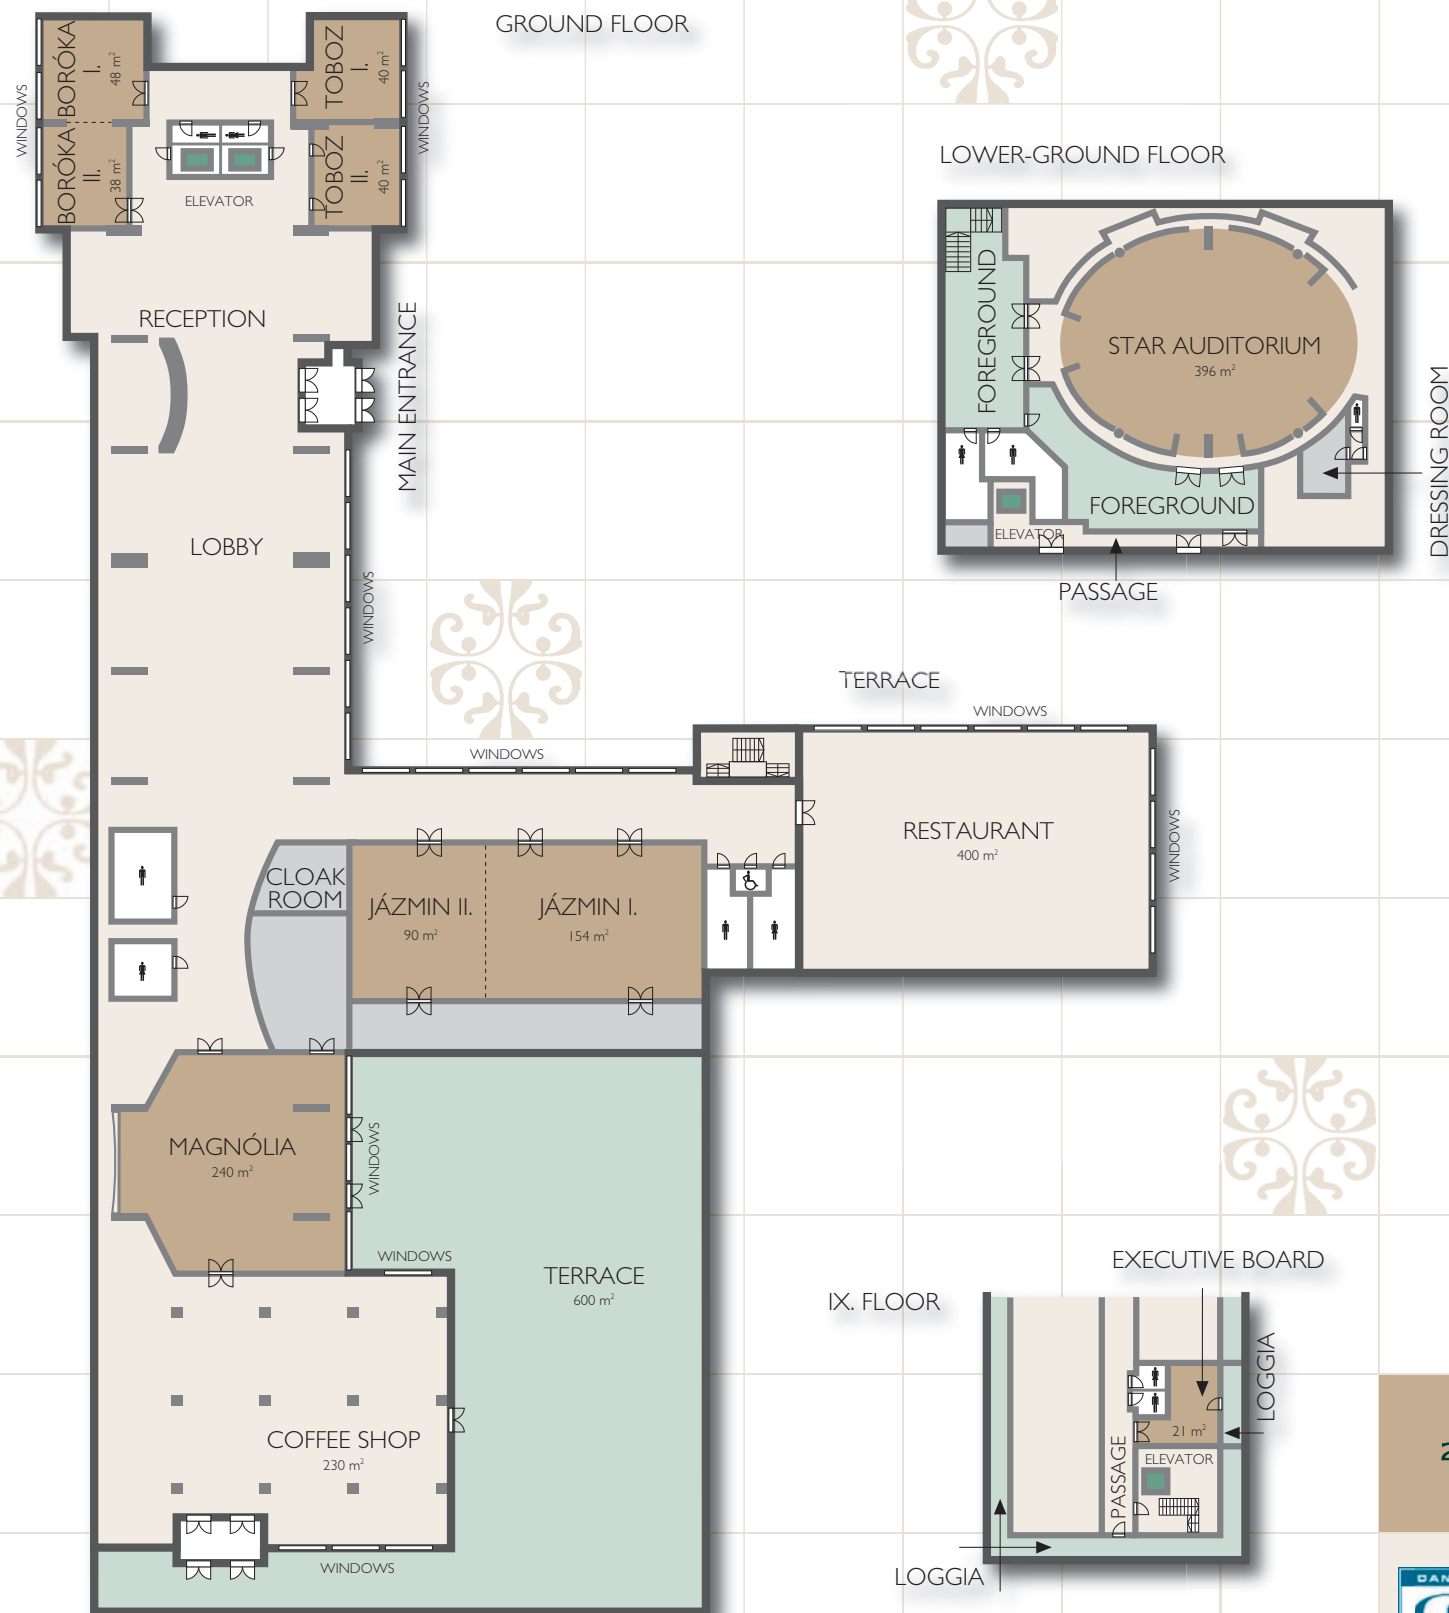 GROUND FLOOR
BORÓKA
I.
48 m²
TOBOZ
I.
40 m²
WINDOWS
WINDOWS
BORÓKA
II.
38 m²
TOBOZ
II.
40 m²
ELEVATOR
RECEPTION
MAIN ENTRANCE
LOBBY
WINDOWS
WINDOWS
CLOAK
ROOM
JÁZMIN II.
90 m²
JÁZMIN I.
154 m²
TERRACE
WINDOWS
RESTAURANT
400 m²
WINDOWS
MAGNÓLIA
240 m²
WINDOWS
WINDOWS
TERRACE
600 m²
COFFEE SHOP
230 m²
WINDOWS
LOWER-GROUND FLOOR
FOREGROUND
STAR AUDITORIUM
396 m²
DRESSING ROOM
FOREGROUND
ELEVATOR
PASSAGE
EXECUTIVE BOARD
IX. FLOOR
LOGGIA
21 m²
ELEVATOR
PASSAGE
LOGGIA
DAN